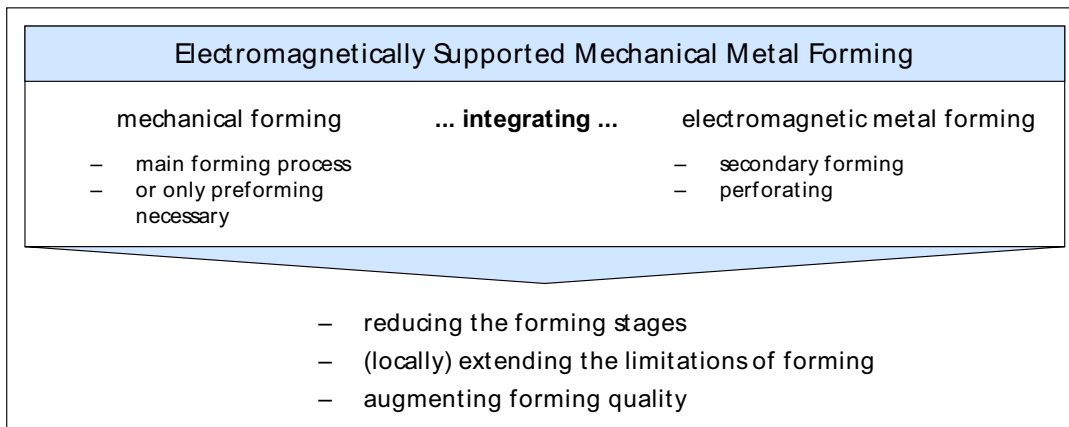 Electromagnetically Supported Mechanical Metal Forming
mechanical forming ... integrating ... electromagnetic metal forming
– main forming process
– or only preforming
necessary
– secondary forming
– perforating
– reducing the forming stages
– (locally) extending the limitations of forming
– augmenting forming quality